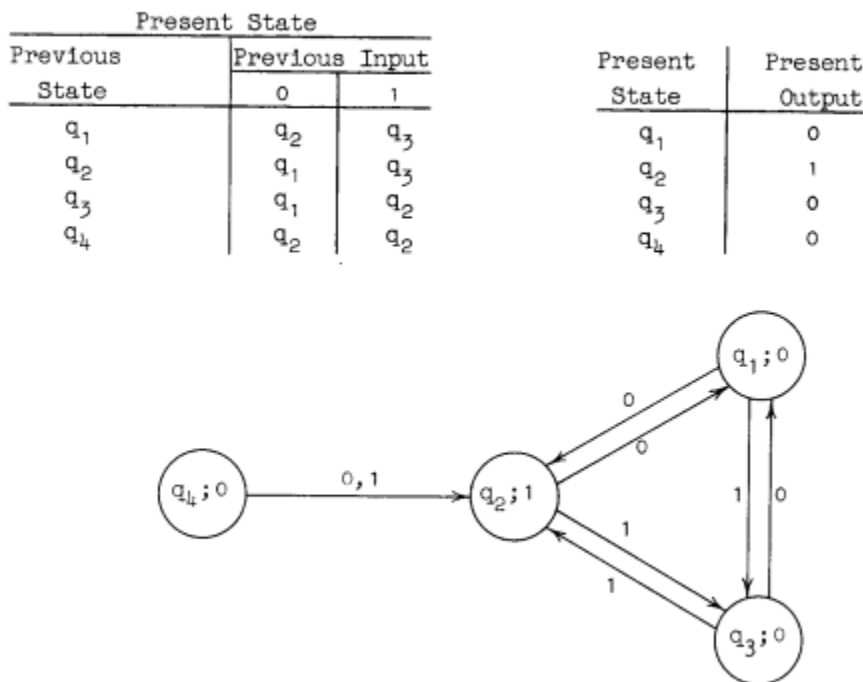 Present State
Previous Previous Input
State 0 1
q₁ q₂ q₃
q₂ q₁ q₃
q₃ q₁ q₂
q₄ q₂ q₂
Present Present
State Output
q₁ 0
q₂ 1
q₃ 0
q₄ 0
q₁;0
0
0
q₄;0
0,1
q₂;1
1
0
1
1
q₃;0